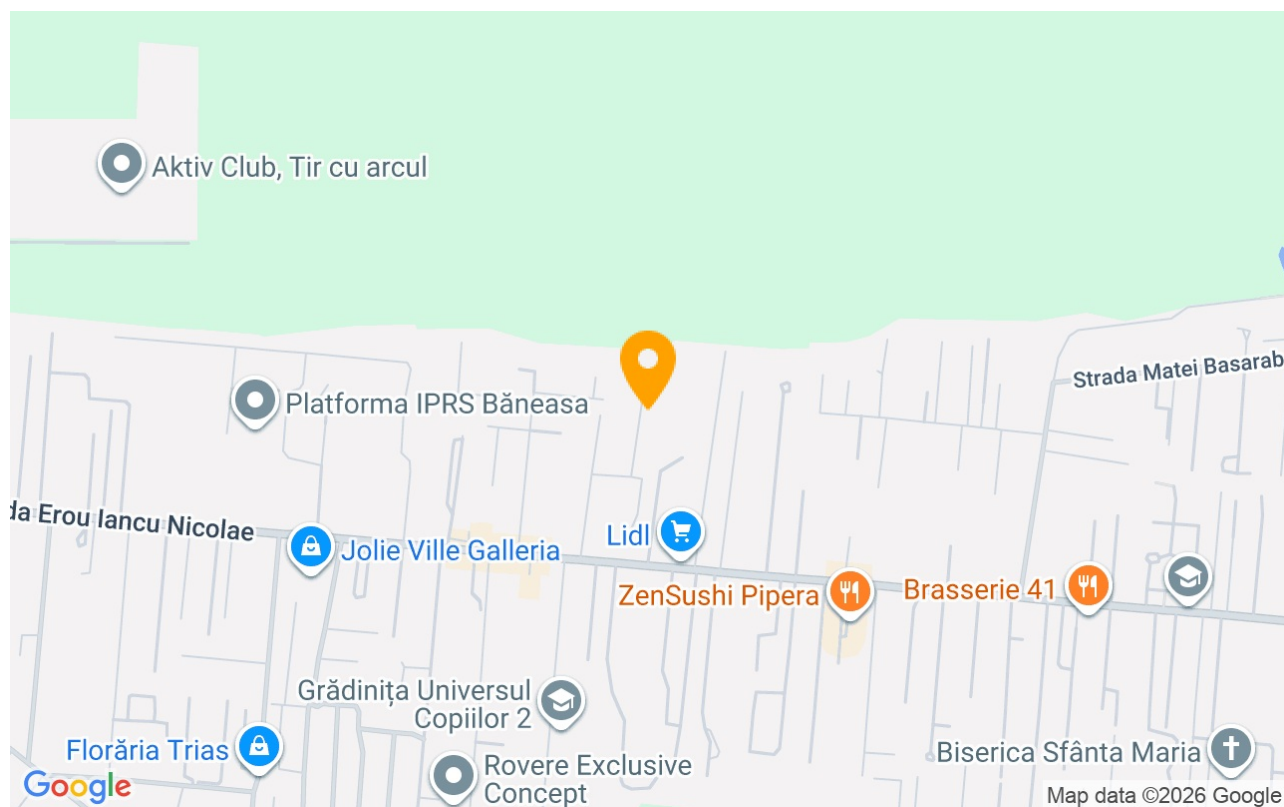 Aktiv Club, Tir cu arcul
Strada Matei Basarab
Platforma IPRS Băneasa
da Erou Iancu Nicolae
Jolie Ville Galleria
Lidl
ZenSushi Pipera
Brasserie 41
Grădinița Universul
Copiilor 2
Florăria Trias
Biserica Sfânta Maria
Rovere Exclusive
Concept
Google
Map data ©2026 Google